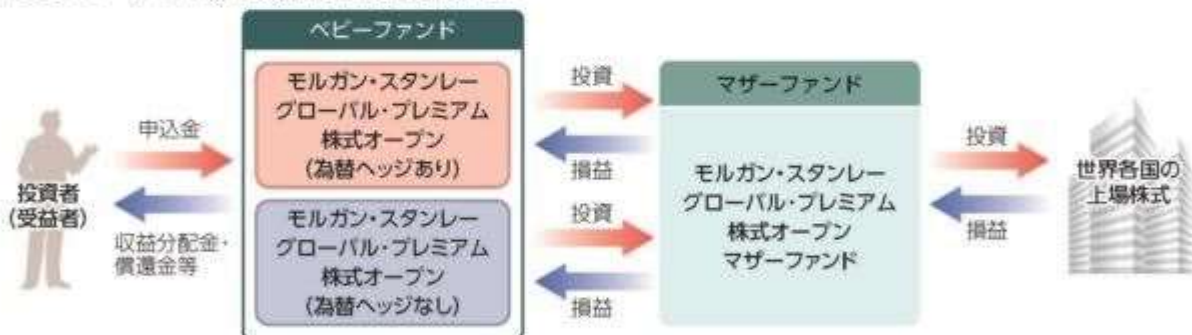 ベビーファンド
モルガン・スタンレー
グローバル・プレミアム
株式オープン
(為替ヘッジあり)
モルガン・スタンレー
グローバル・プレミアム
株式オープン
(為替ヘッジなし)
投資者
(受益者)
申込金
収益分配金・
償還金等
投資
損益
投資
損益
マザーファンド
モルガン・スタンレー
グローバル・プレミアム
株式オープン
マザーファンド
投資
損益
世界各国の
上場株式